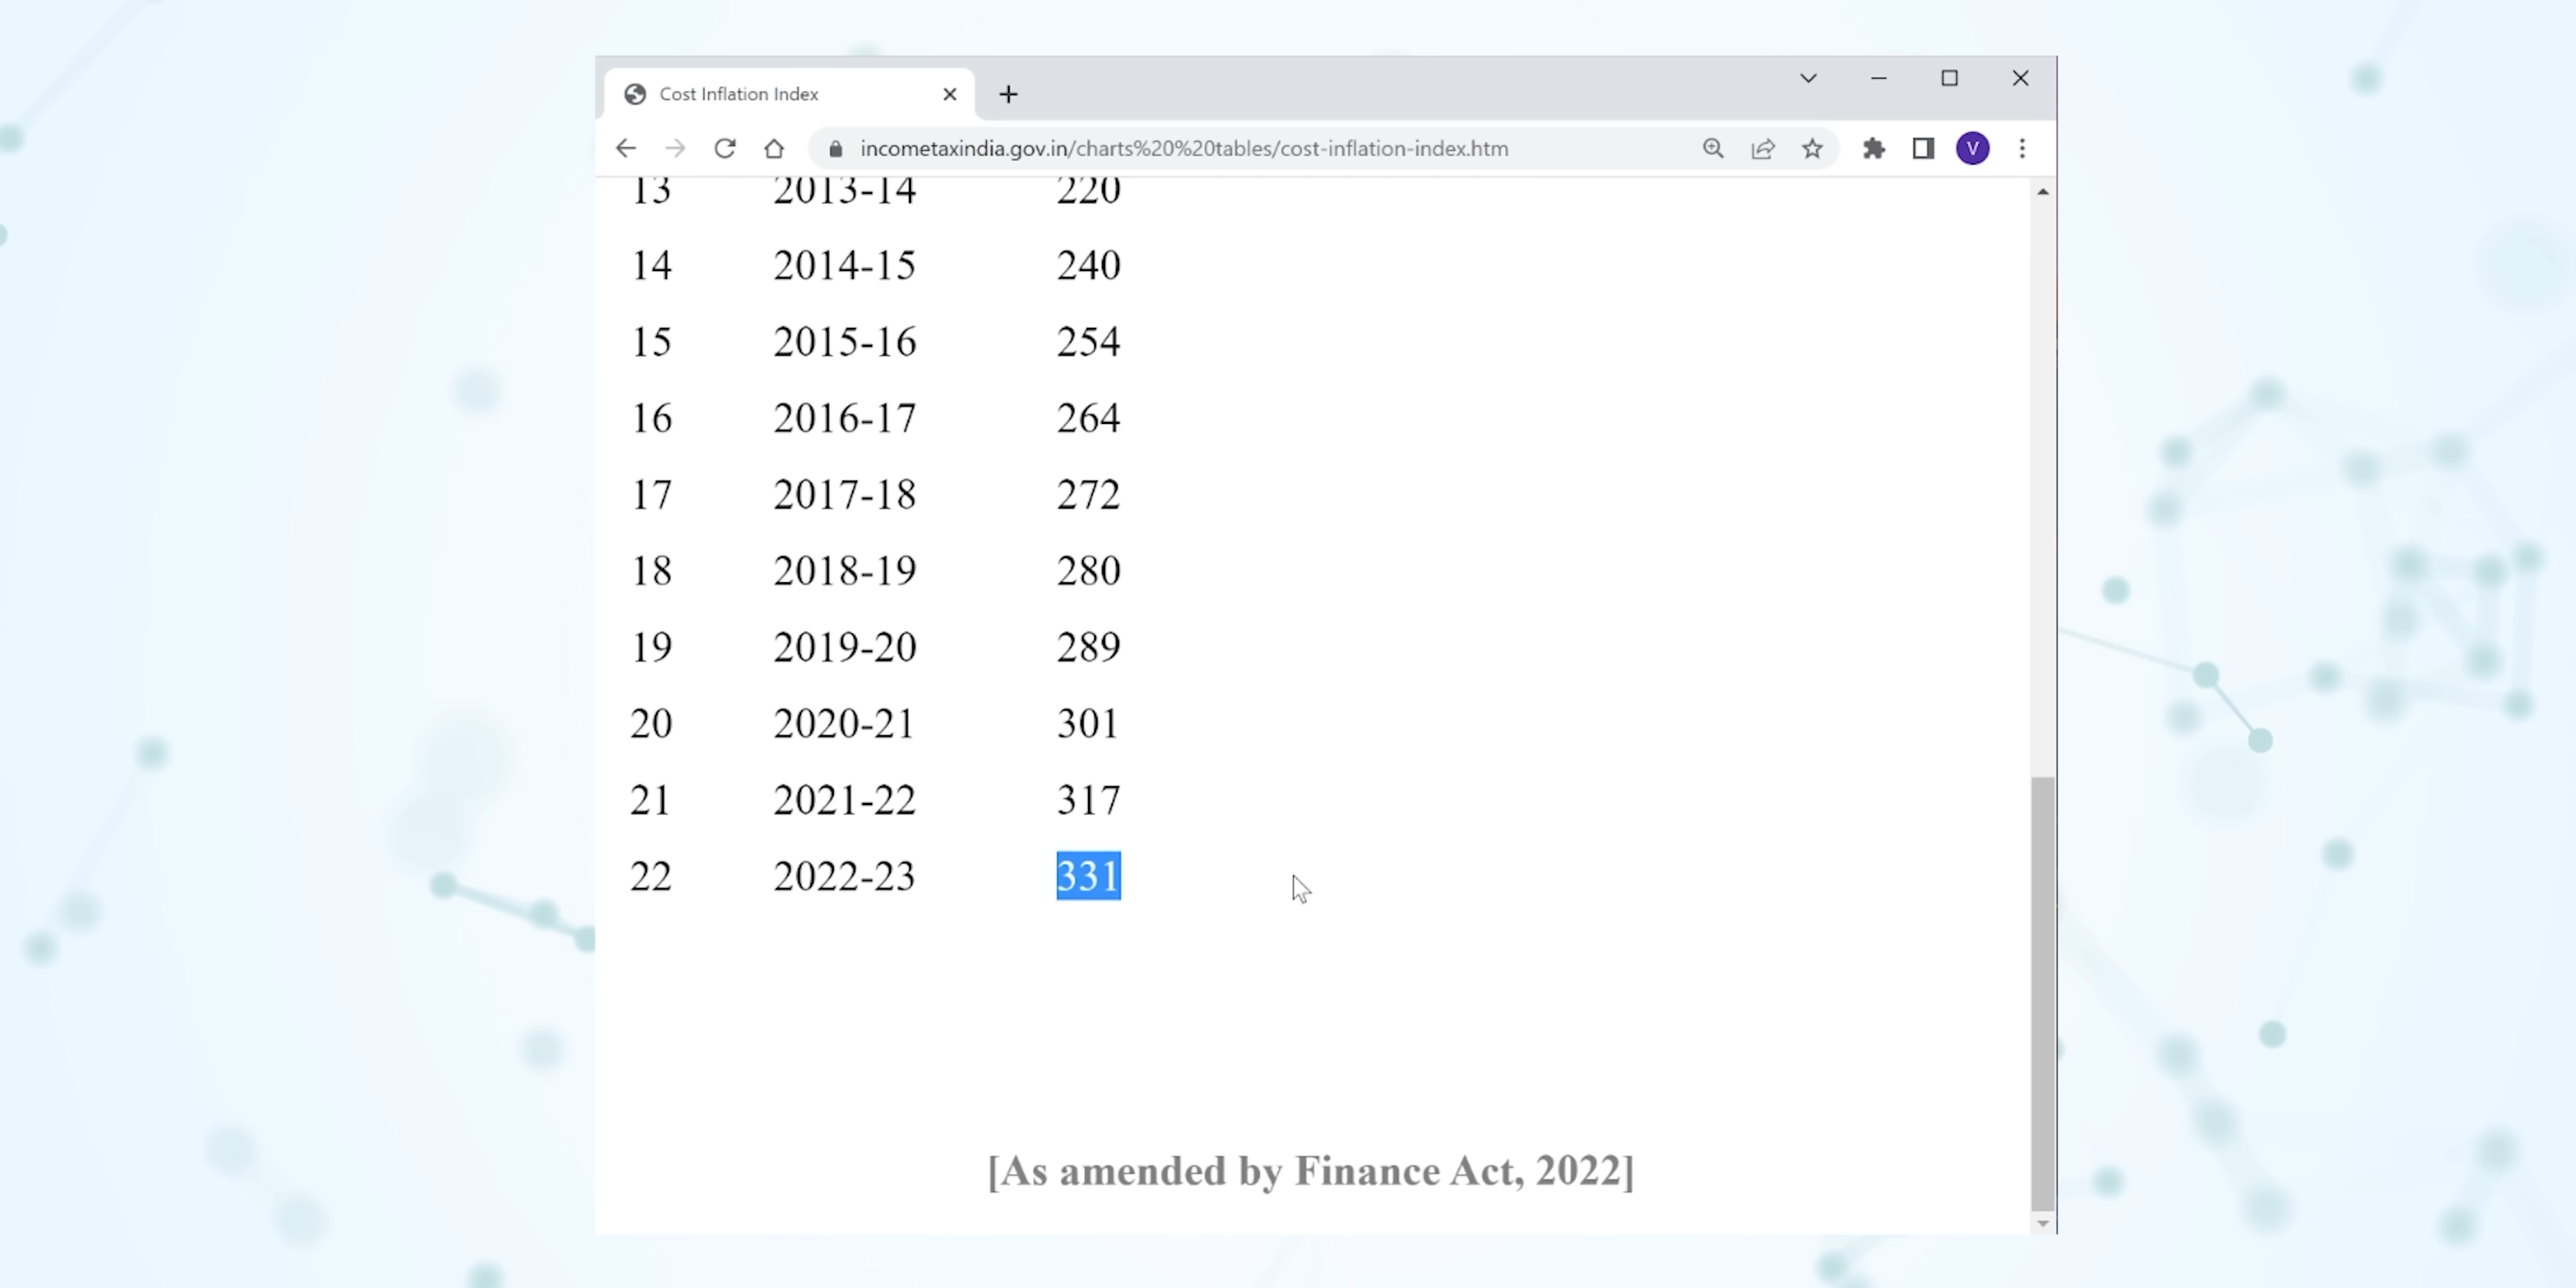 Cost Inflation Index
incometaxindia.gov.in/charts%20%20tables/cost-inflation-index.htm
V
13 2013-14 220
14 2014-15 240
15 2015-16 254
16 2016-17 264
17 2017-18 272
18 2018-19 280
19 2019-20 289
20 2020-21 301
21 2021-22 317
22 2022-23 331
[As amended by Finance Act, 2022]